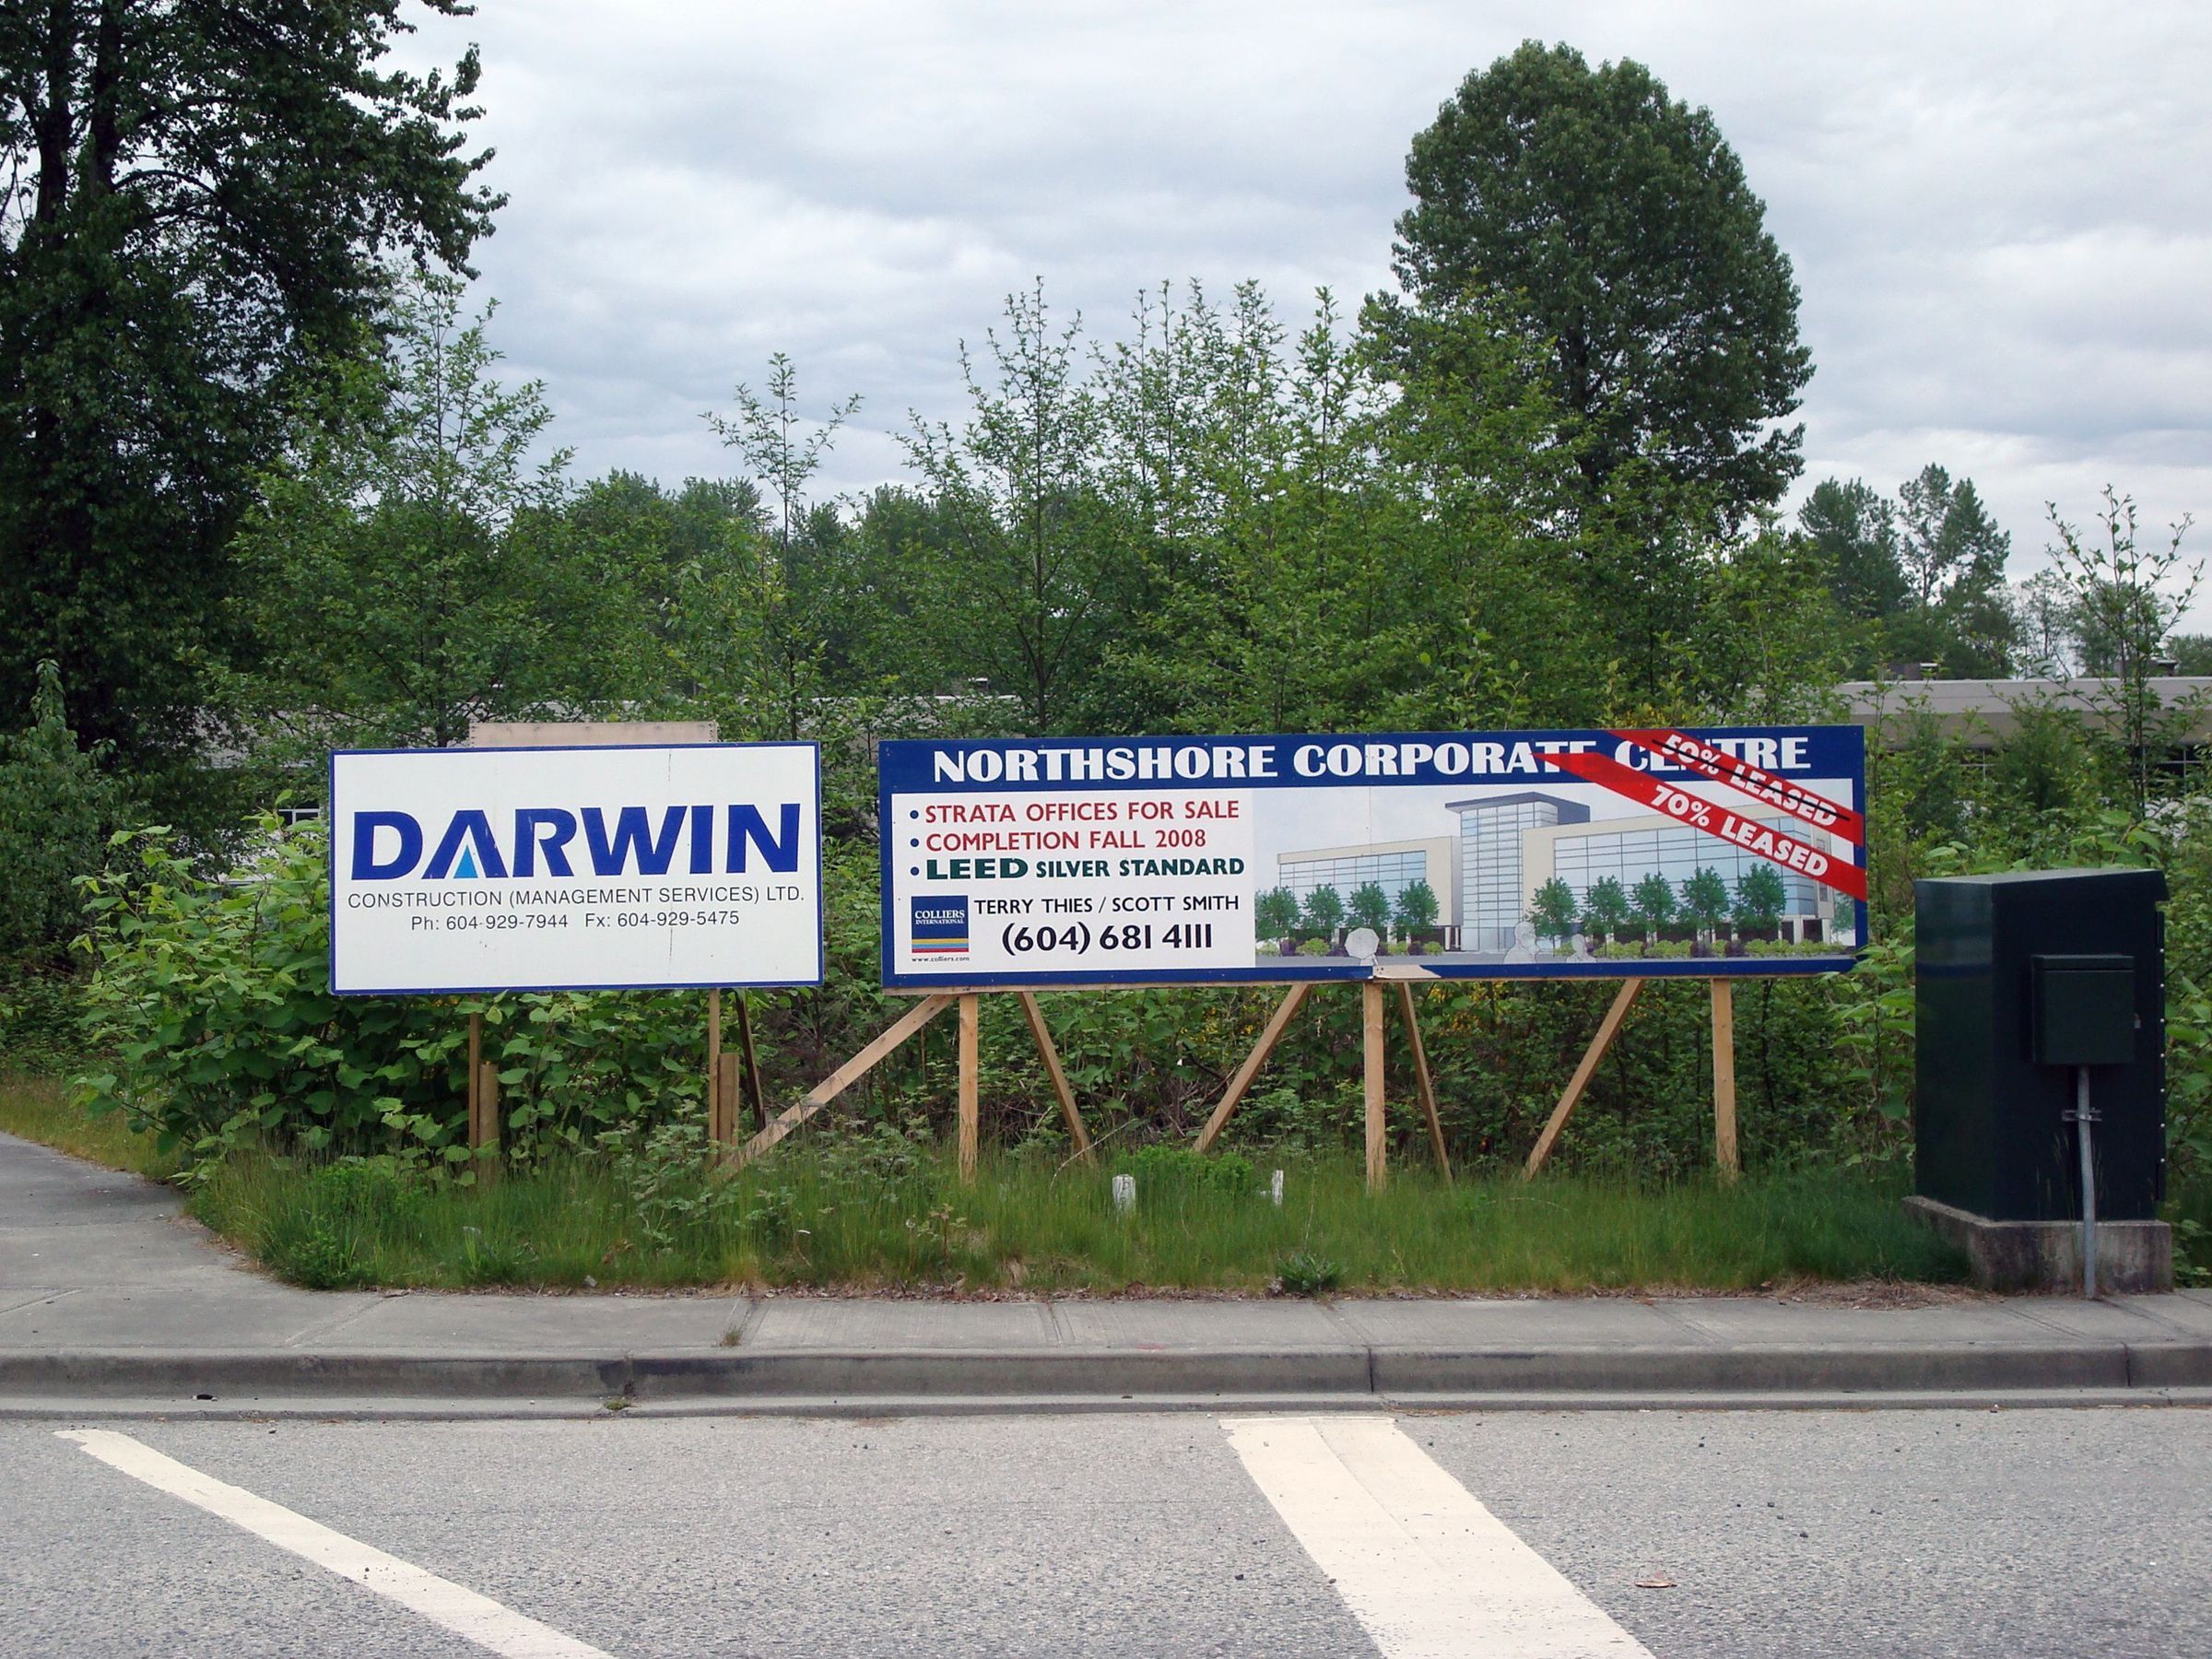 DARWIN
CONSTRUCTION (MANAGEMENT SERVICES) LTD.
Ph: 604-929-7944 Fx: 604-929-5475
NORTHSHORE CORPORATE CENTRE
• STRATA OFFICES FOR SALE
• COMPLETION FALL 2008
• LEED SILVER STANDARD
COLLIERS
INTERNATIONAL
www.colliers.com
TERRY THIES / SCOTT SMITH
(604) 681 4111
50% LEASED
70% LEASED